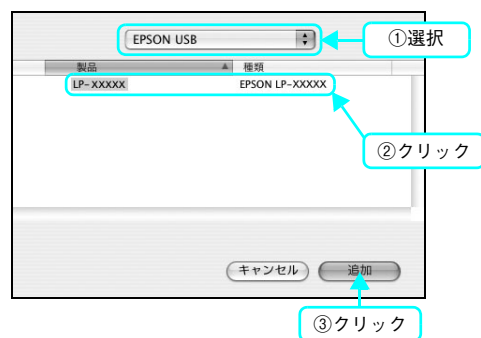 EPSON USB
①選択
製品 種類
LP-XXXXX EPSON LP-XXXXX
②クリック
キャンセル 追加
③クリック